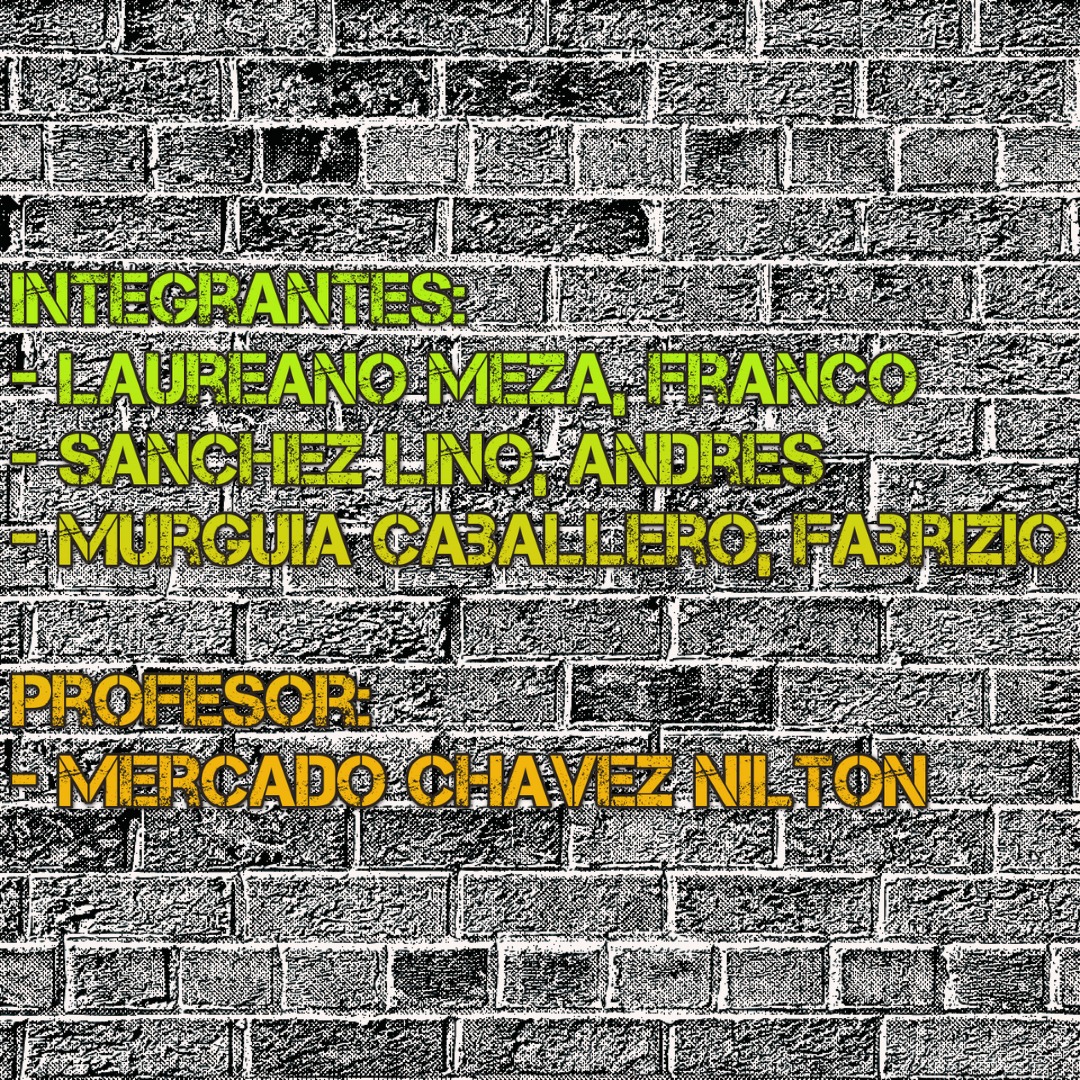 INTEGRANTES:
- LAUREANO MEZA, FRANCO
- SANCHEZ LINO, ANDRES
- MURGUIA CABALLERO, FABRIZIO
PROFESOR:
- MERCADO CHAVEZ NILTON